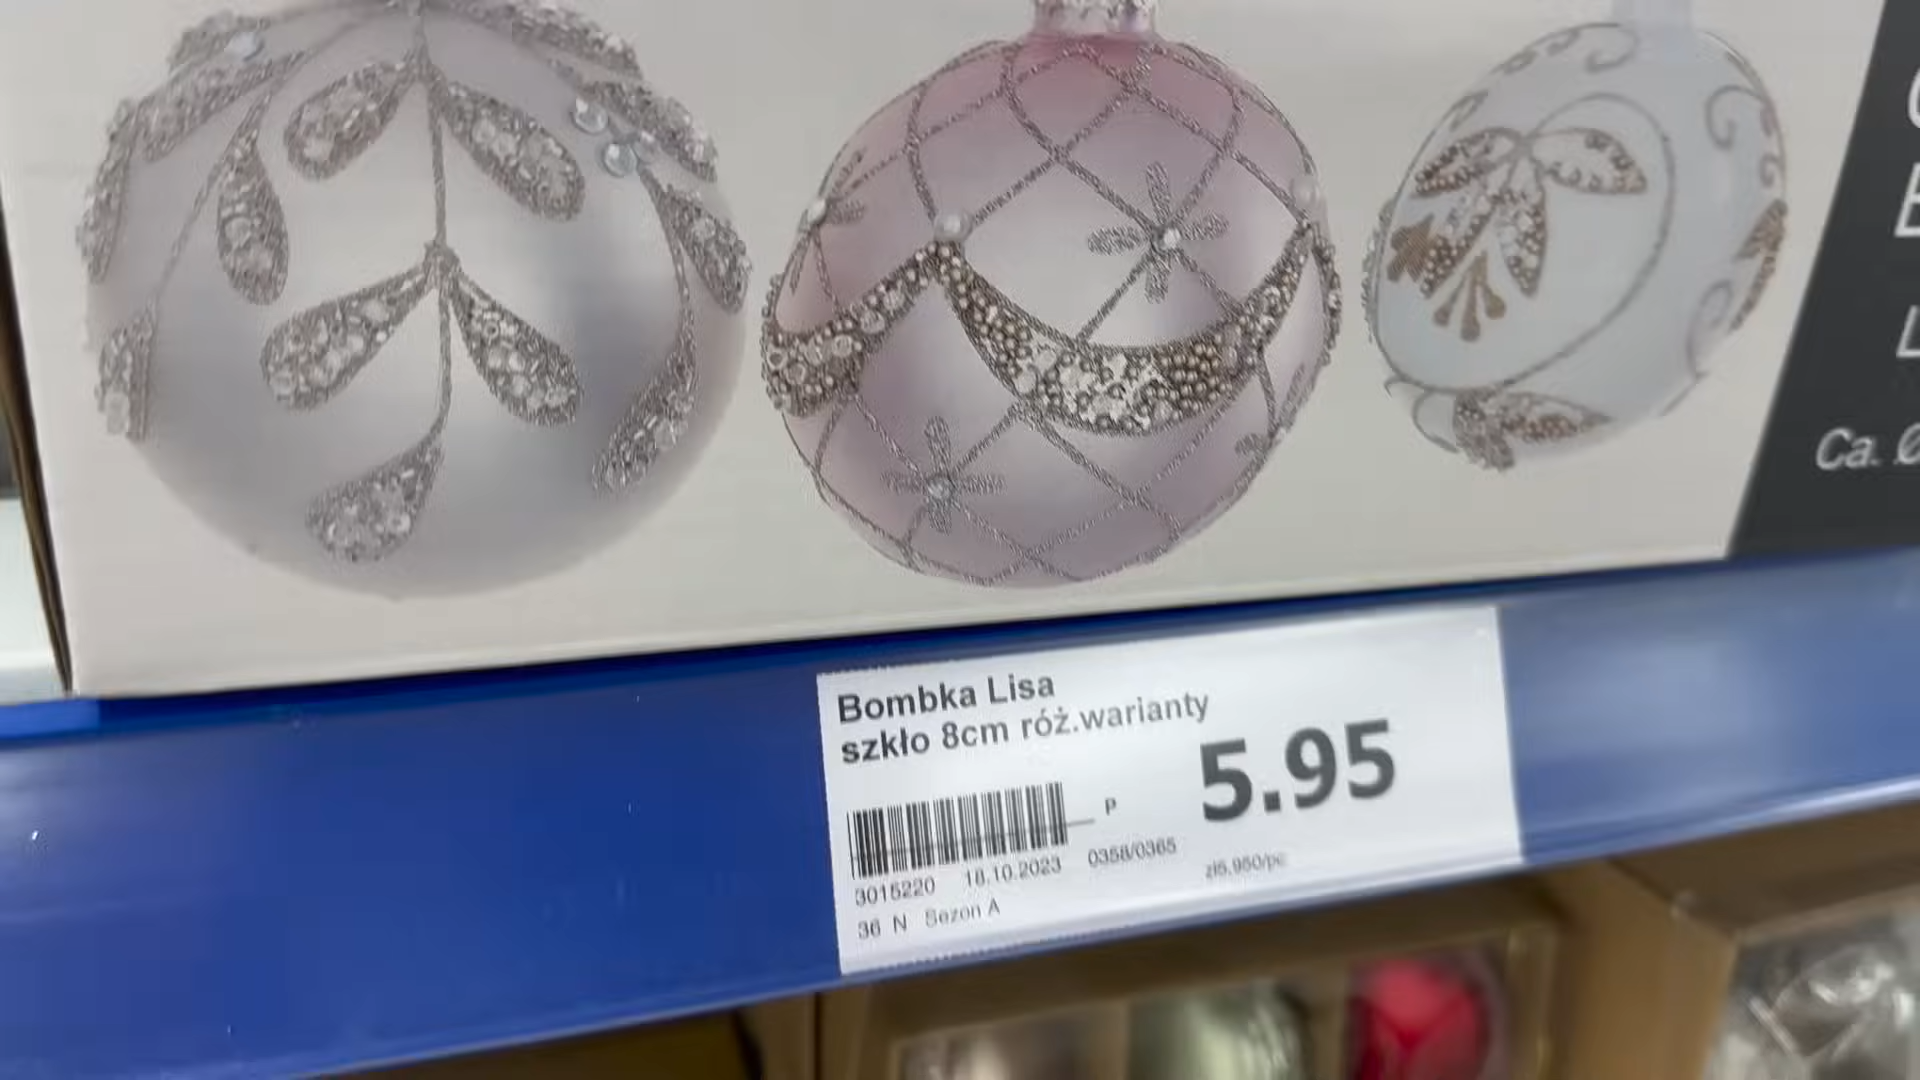 Ca. Ø
Bombka Lisa
szkło 8cm róż.warianty
5.95
P
3015220 18.10.2023 0358/0365
zł5,950/pc
36 N Sezon A